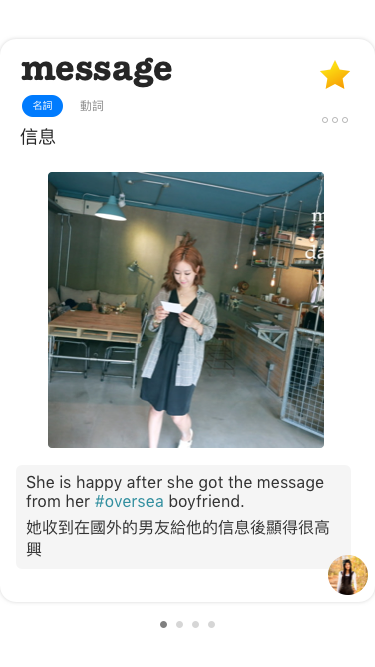 message
名詞 動詞
信息
She is happy after she got the message
from her #oversea boyfriend.
她收到在國外的男友給他的信息後顯得很高
興